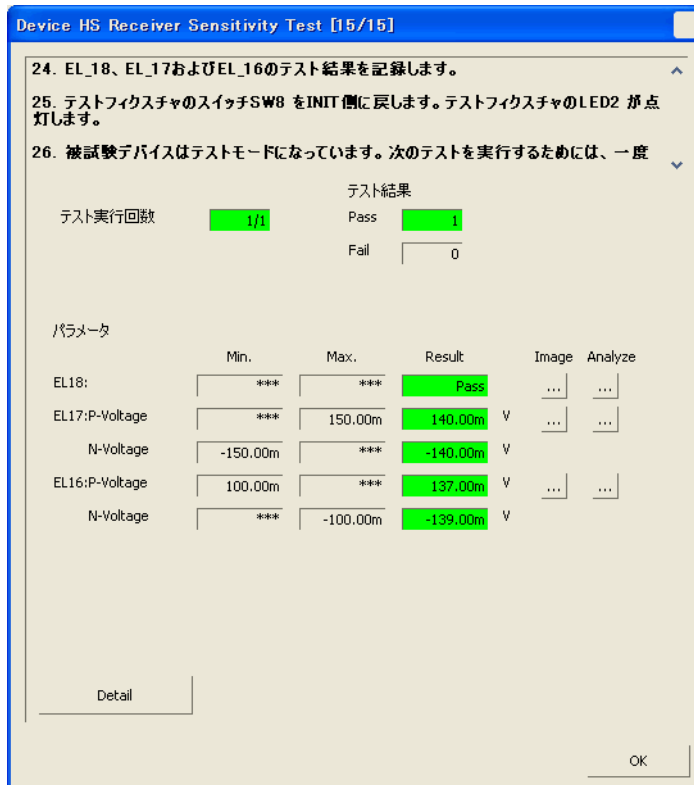 Device HS Receiver Sensitivity Test [15/15]
24. EL_18、EL_17およびEL_16のテスト結果を記録します。
25. テストフィクスチャのスイッチSW8 をINIT側に戻します。テストフィクスチャのLED2 が点
灯します。
26. 被試験デバイスはテストモードになっています。次のテストを実行するためには、一度
テスト結果
テスト実行回数 1/1 Pass 1
Fail 0
パラメータ
Min. Max. Result Image Analyze
EL18: *** *** Pass ... ...
EL17:P-Voltage *** 150.00m 140.00m V ... ...
N-Voltage -150.00m *** -140.00m V
EL16:P-Voltage 100.00m *** 137.00m V ... ...
N-Voltage *** -100.00m -139.00m V
Detail
OK